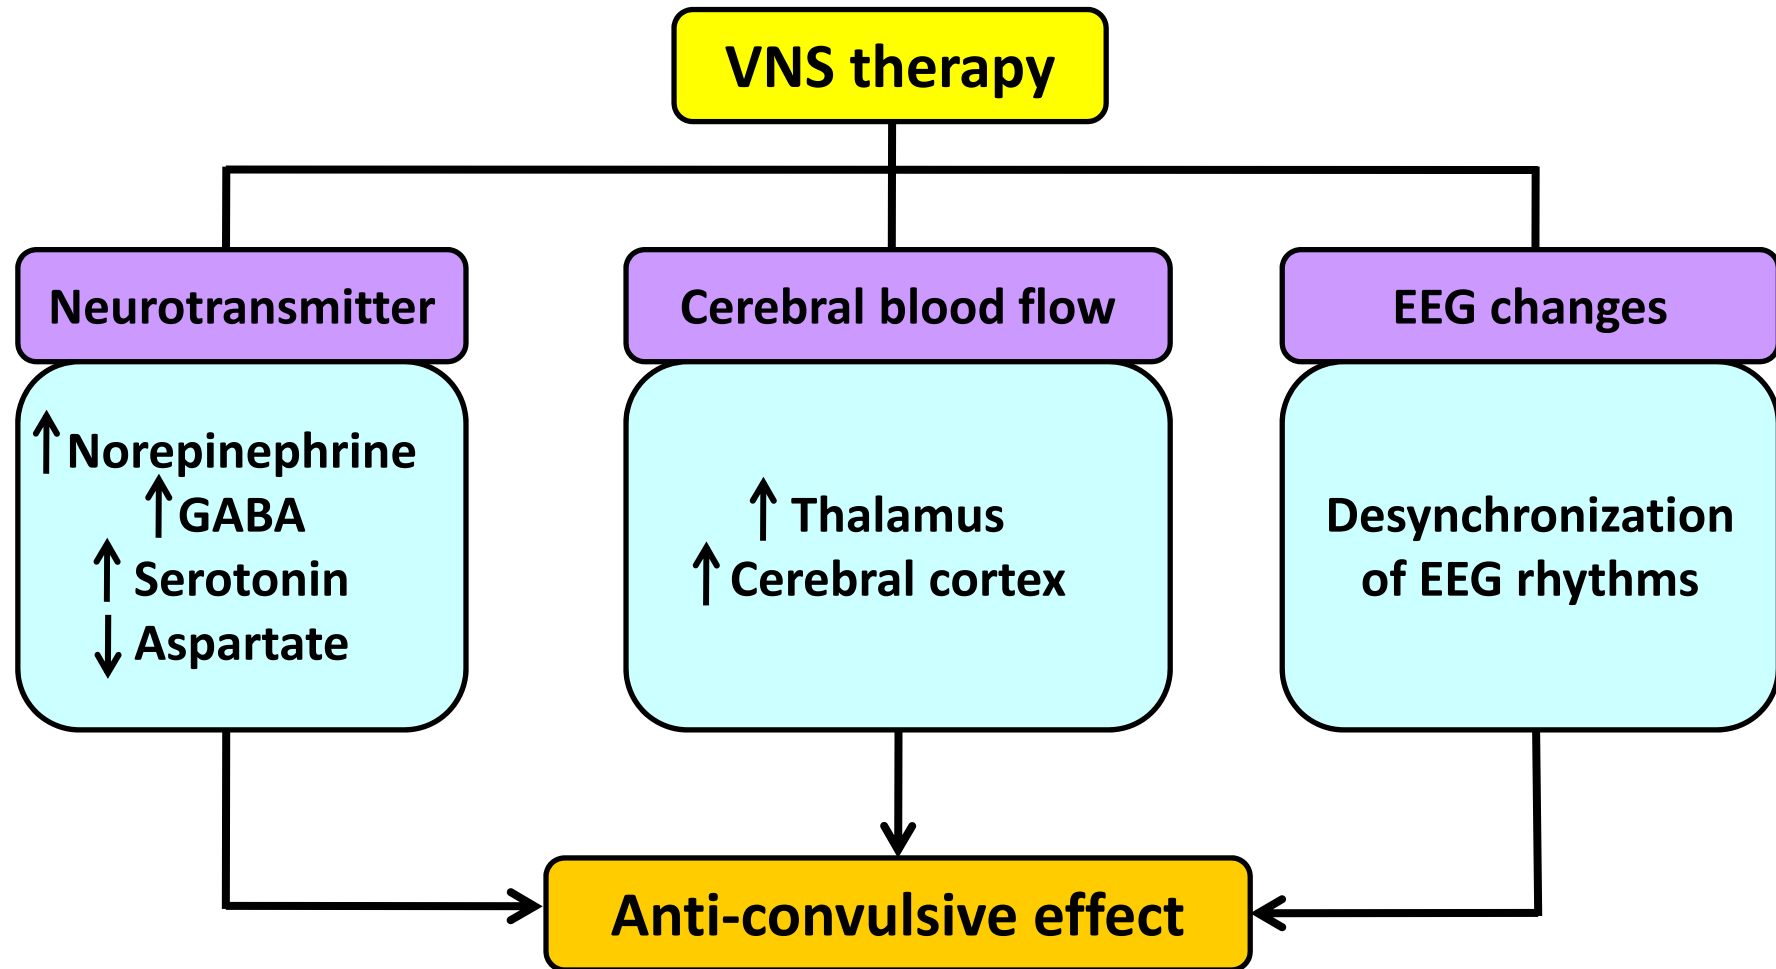 VNS therapy
Neurotransmitter
↑ Norepinephrine
↑ GABA
↑ Serotonin
↓ Aspartate
Cerebral blood flow
↑ Thalamus
↑ Cerebral cortex
EEG changes
Desynchronization
of EEG rhythms
Anti-convulsive effect